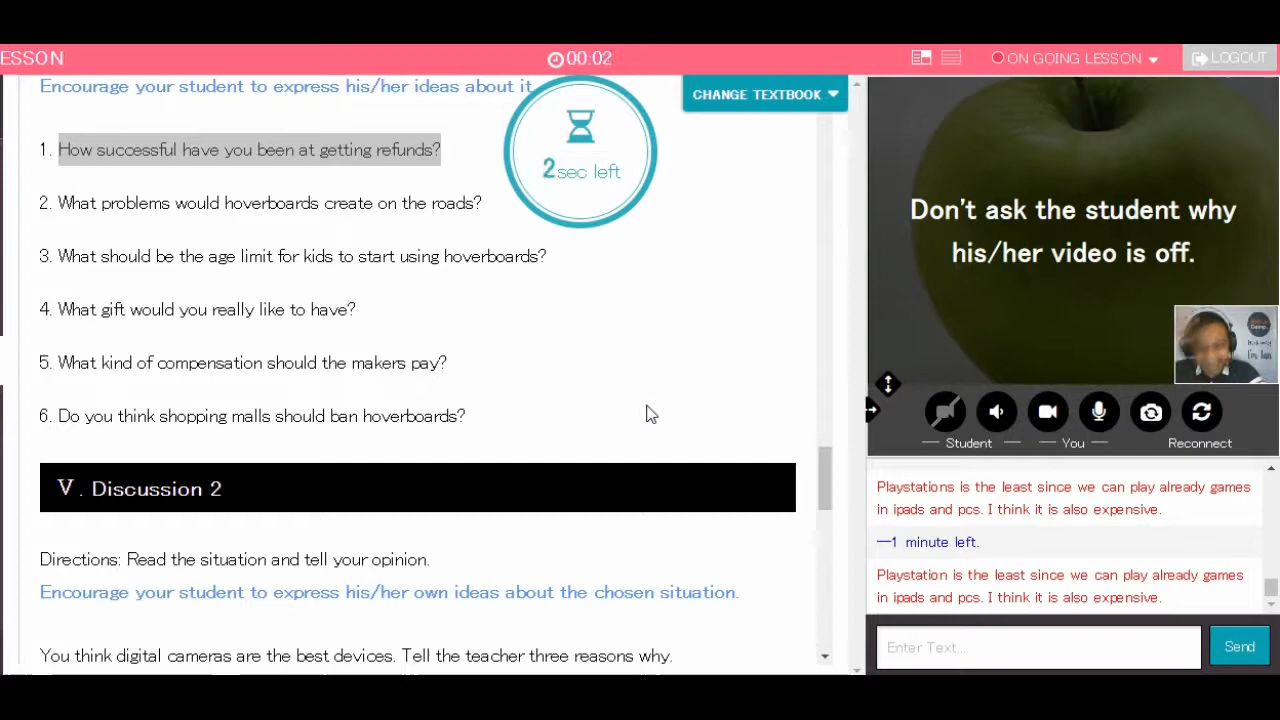 ESSON
00:02
ON GOING LESSON
LOGOUT
Encourage your student to express his/her ideas about it.
CHANGE TEXTBOOK
2 sec left
1. How successful have you been at getting refunds?
2. What problems would hoverboards create on the roads?
3. What should be the age limit for kids to start using hoverboards?
4. What gift would you really like to have?
5. What kind of compensation should the makers pay?
6. Do you think shopping malls should ban hoverboards?
V. Discussion 2
Directions: Read the situation and tell your opinion.
Encourage your student to express his/her own ideas about the chosen situation.
You think digital cameras are the best devices. Tell the teacher three reasons why.
Don't ask the student why
his/her video is off.
I'm Ian
Student
You
Reconnect
Playstations is the least since we can play already games
in ipads and pcs. I think it is also expensive.
—1 minute left.
Playstation is the least since we can play already games
in ipads and pcs. I think it is also expensive.
Enter Text...
Send